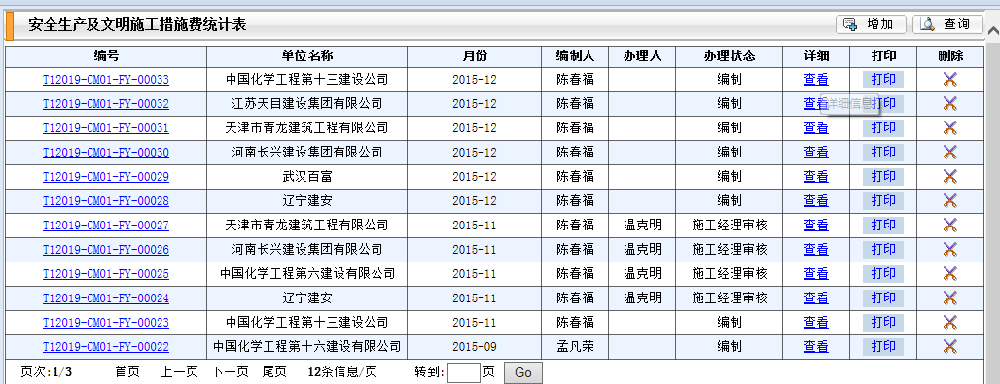 安全生产及文明施工措施费统计表 增加 查询
编号 单位名称 月份 编制人 办理人 办理状态 详细 打印 删除
T12019-CM01-FY-00033 中国化学工程第十三建设公司 2015-12 陈春福 编制 查看 打印
T12019-CM01-FY-00032 江苏天目建设集团有限公司 2015-12 陈春福 编制 查看 详细信息 打印
T12019-CM01-FY-00031 天津市青龙建筑工程有限公司 2015-12 陈春福 编制 查看 打印
T12019-CM01-FY-00030 河南长兴建设集团有限公司 2015-12 陈春福 编制 查看 打印
T12019-CM01-FY-00029 武汉百富 2015-12 陈春福 编制 查看 打印
T12019-CM01-FY-00028 辽宁建安 2015-12 陈春福 编制 查看 打印
T12019-CM01-FY-00027 天津市青龙建筑工程有限公司 2015-11 陈春福 温克明 施工经理审核 查看 打印
T12019-CM01-FY-00026 河南长兴建设集团有限公司 2015-11 陈春福 温克明 施工经理审核 查看 打印
T12019-CM01-FY-00025 中国化学工程第六建设有限公司 2015-11 陈春福 温克明 施工经理审核 查看 打印
T12019-CM01-FY-00024 辽宁建安 2015-11 陈春福 温克明 施工经理审核 查看 打印
T12019-CM01-FY-00023 中国化学工程第十三建设公司 2015-11 陈春福 编制 查看 打印
T12019-CM01-FY-00022 中国化学工程第十六建设有限公司 2015-09 孟凡荣 编制 查看 打印
页次:1/3 首页 上一页 下一页 尾页 12条信息/页 转到: 页 Go